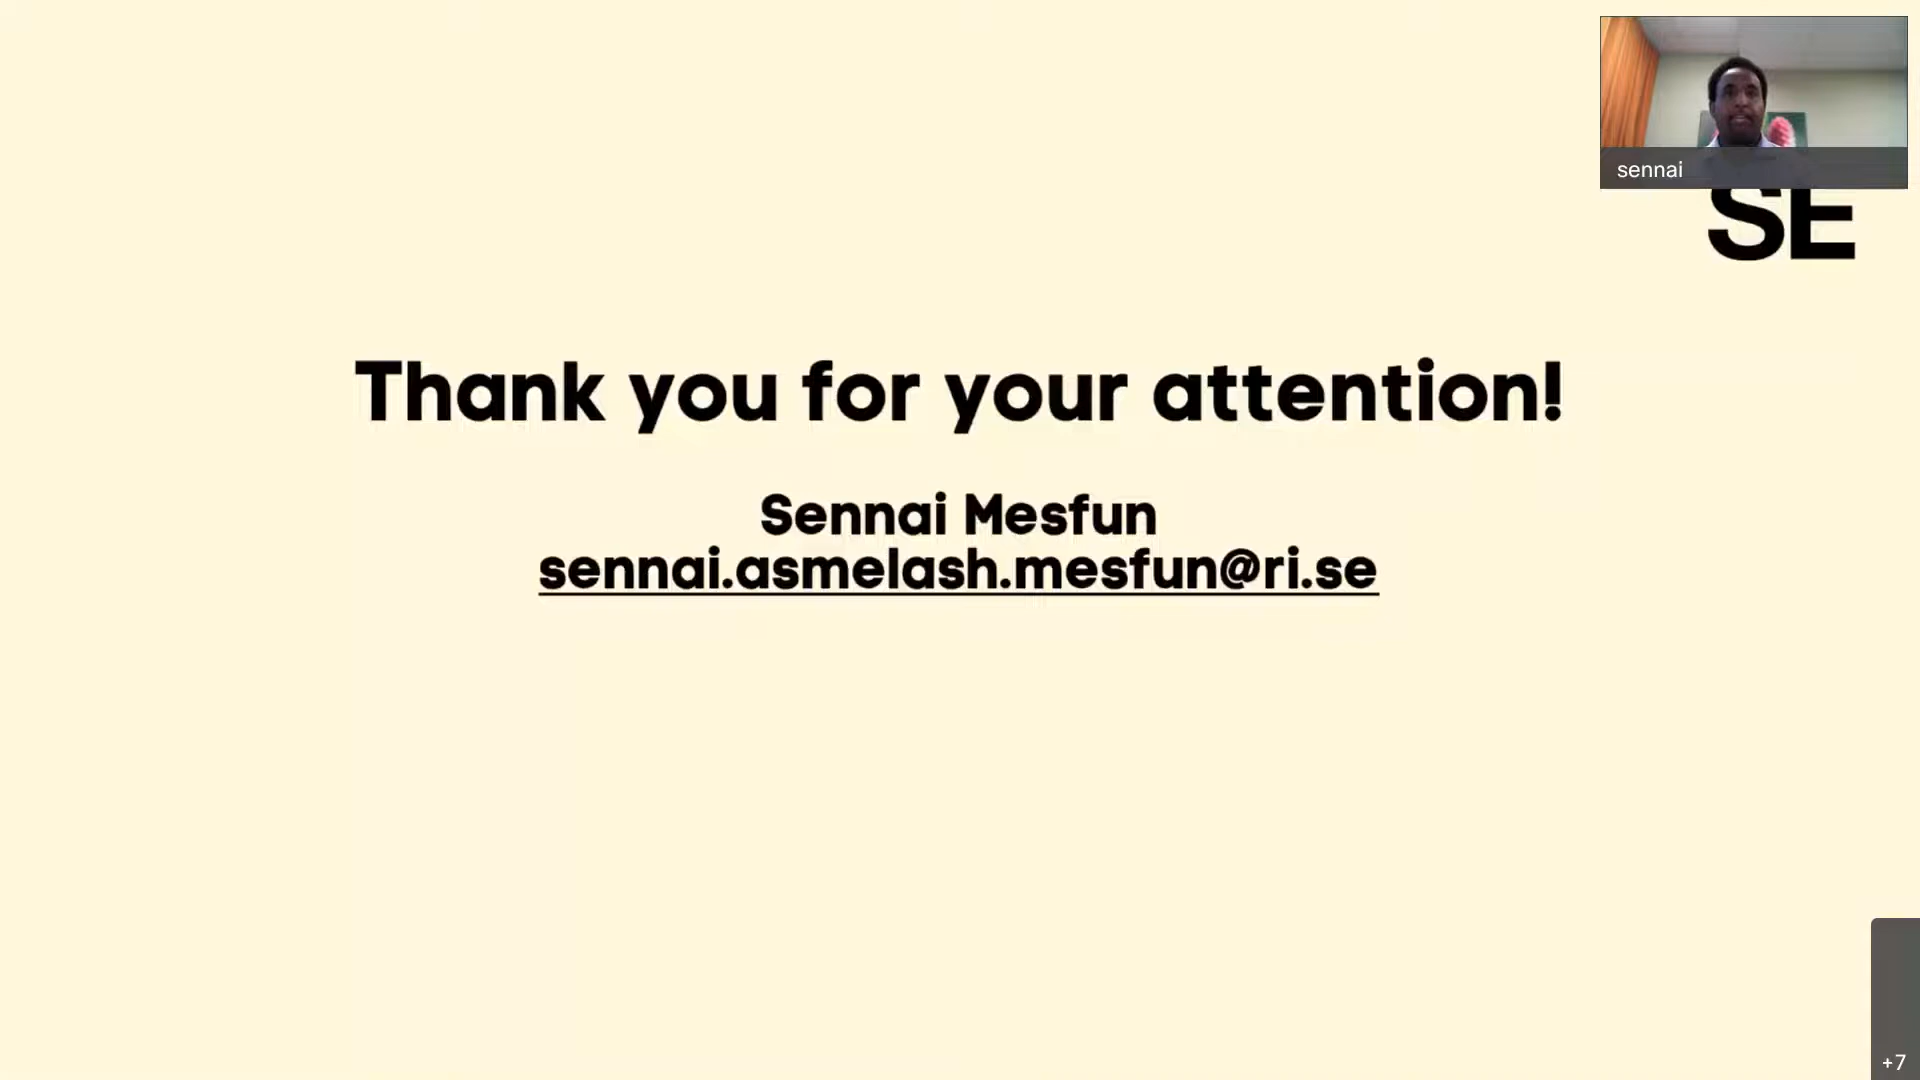 sennai
SE
Thank you for your attention!
Sennai Mesfun
sennai.asmelash.mesfun@ri.se
+7